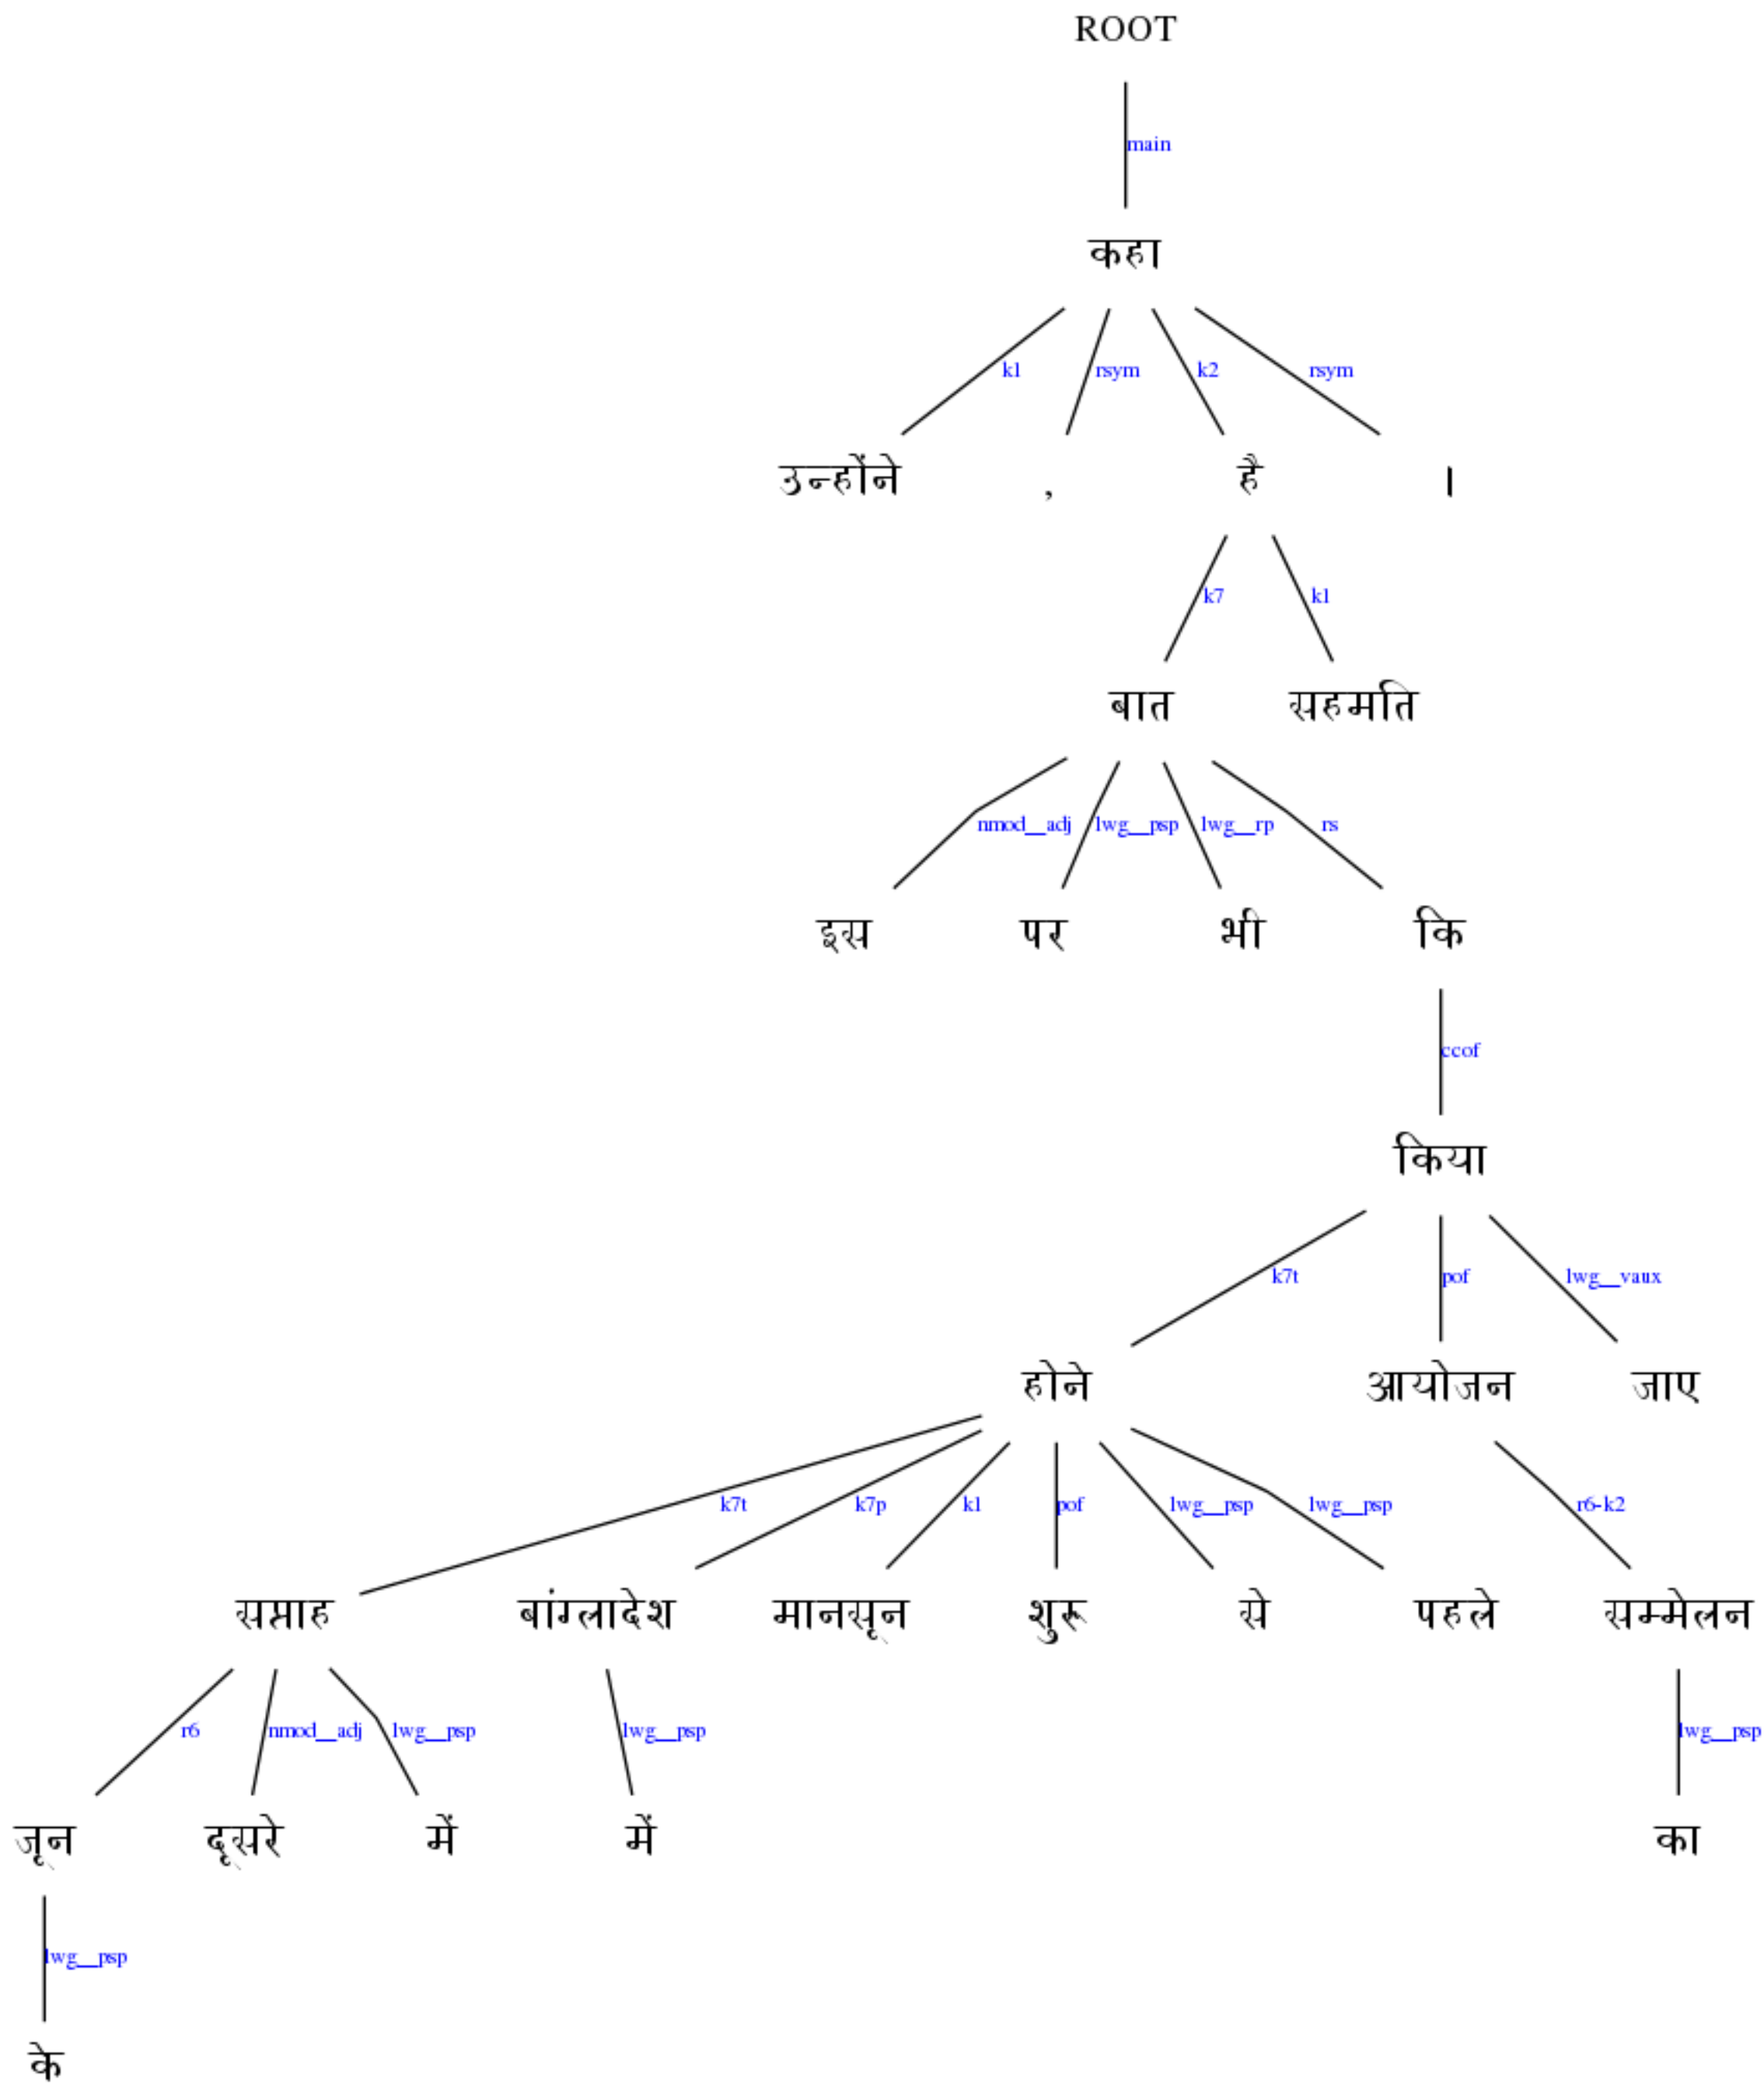 ROOT
main
कहा
k1 rsym k2 rsym
उन्होंने , है ।
k7 k1
बात सहमति
nmod__adj lwg__psp lwg__rp rs
इस पर भी कि
ccof
किया
k7t pof lwg__vaux
होने आयोजन जाए
k7t k7p k1 pof lwg__psp lwg__psp r6-k2
सप्ताह बांग्लादेश मानसून शुरू से पहले सम्मेलन
r6 nmod__adj lwg__psp lwg__psp lwg__psp
जून दूसरे में में का
lwg__psp
के